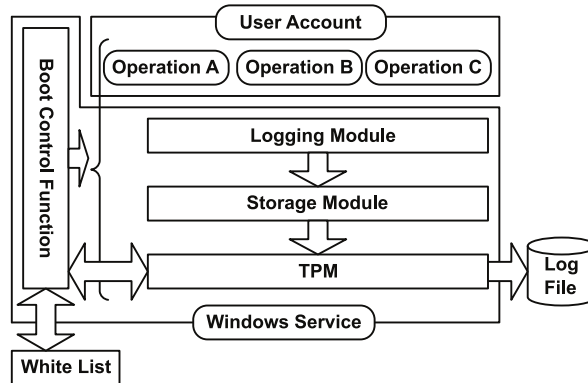 User Account
Operation A
Operation B
Operation C
Boot Control Function
Logging Module
Storage Module
TPM
Log
File
Windows Service
White List